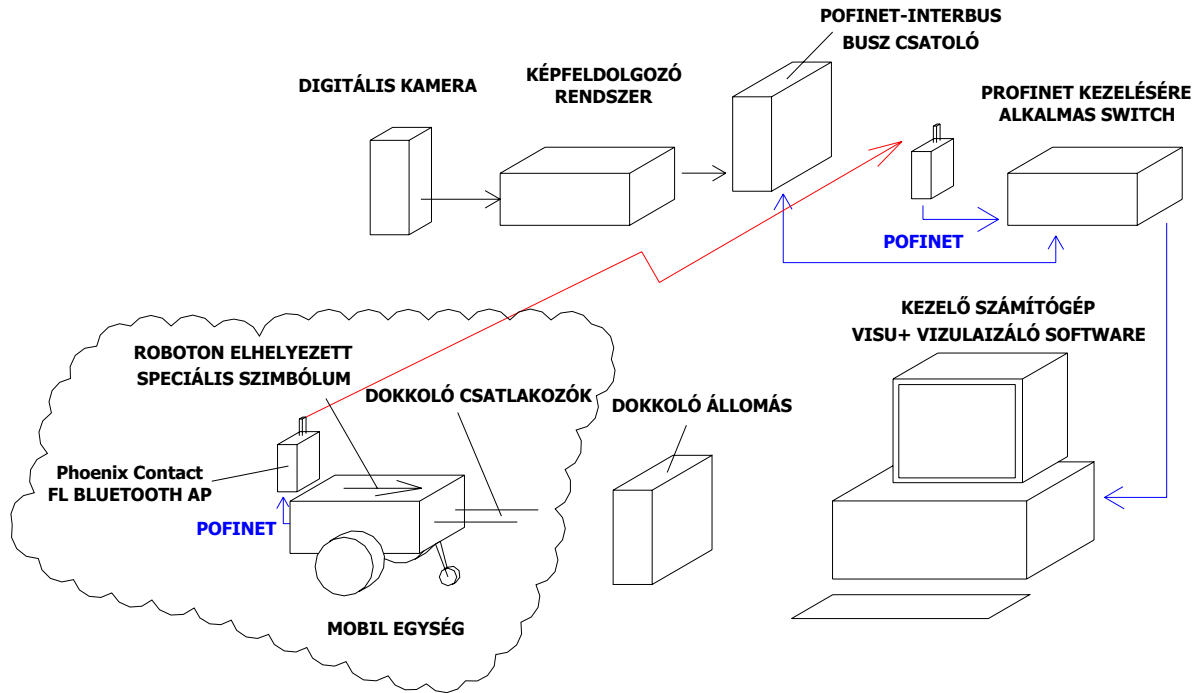 POFINET-INTERBUS
BUSZ CSATOLÓ
DIGITÁLIS KAMERA
KÉPFELDOLGOZÓ
RENDSZER
PROFINET KEZELÉSÉRE
ALKALMAS SWITCH
POFINET
KEZELŐ SZÁMÍTÓGÉP
VISU+ VIZULAIZÁLÓ SOFTWARE
ROBOTON ELHELYEZETT
SPECIÁLIS SZIMBÓLUM
DOKKOLÓ CSATLAKOZÓK
DOKKOLÓ ÁLLOMÁS
Phoenix Contact
FL BLUETOOTH AP
POFINET
MOBIL EGYSÉG